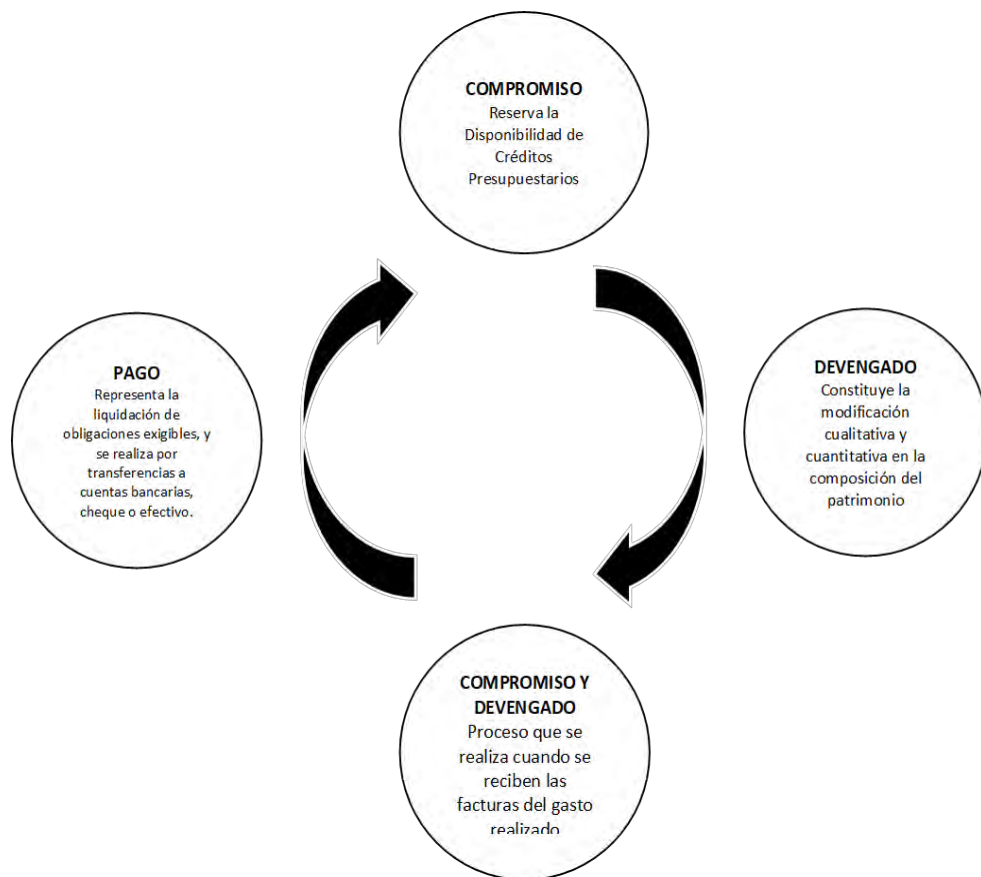 COMPROMISO
Reserva la
Disponibilidad de
Créditos
Presupuestarios
DEVENGADO
Constituye la
modificación
cualitativa y
cuantitativa en la
composición del
patrimonio
COMPROMISO Y
DEVENGADO
Proceso que se
realiza cuando se
reciben las
facturas del gasto
realizado
PAGO
Representa la
liquidación de
obligaciones exigibles, y
se realiza por
transferencias a
cuentas bancarias,
cheque o efectivo.